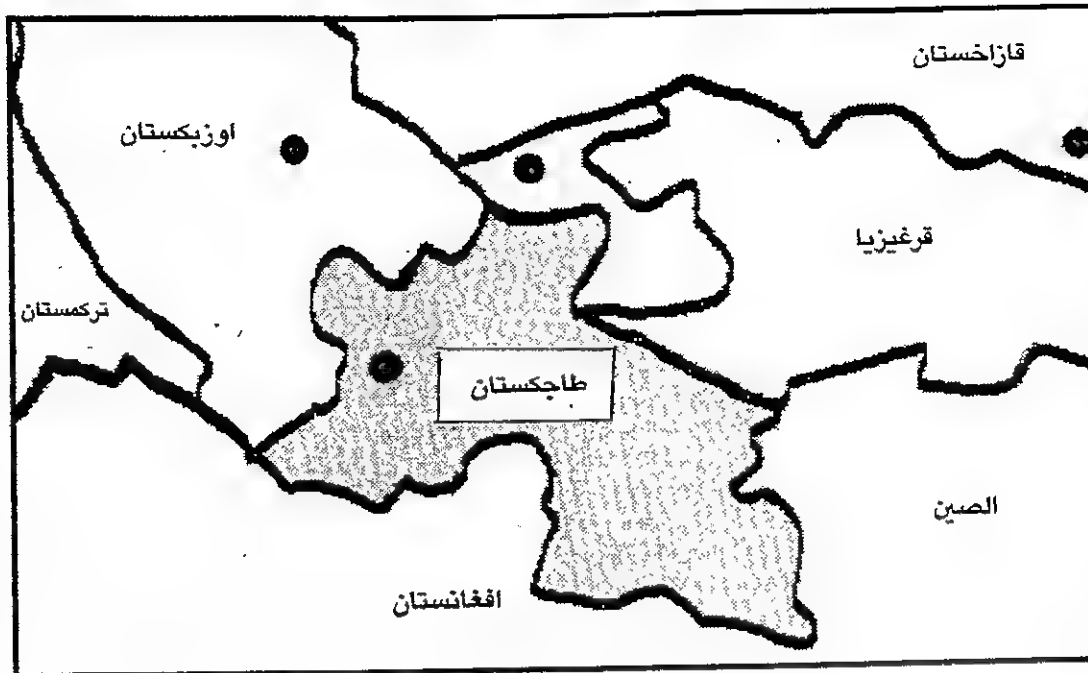 قازاخستان
اوزبكستان
قرغيزيا
تركمستان
طاجكستان
الصين
افغانستان